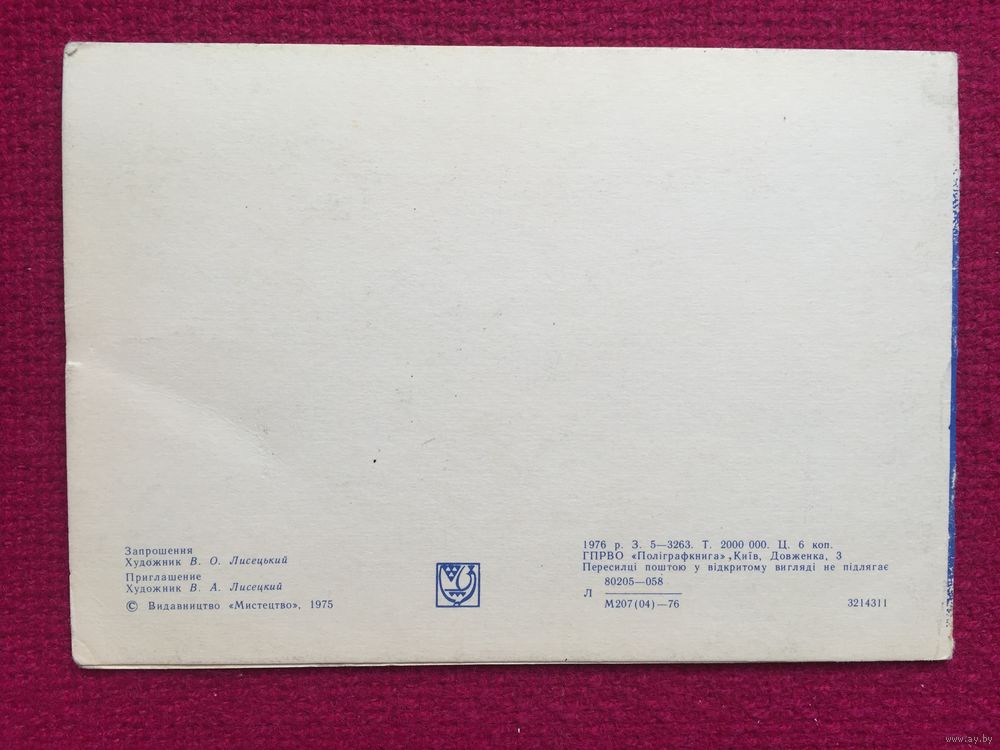 Запрошення
Художник В. О. Лисецький
Приглашение
Художник В. А. Лисецкий
© Видавництво «Мистецтво», 1975
1976 р. З. 5—3263. Т. 2000 000. Ц. 6 коп.
ГПРВО «Поліграфкнига», Київ, Довженка, 3
Пересилці поштою у відкритому вигляді не підлягає
Л 80205—058
М207(04)—76
3214311
www.ay.by